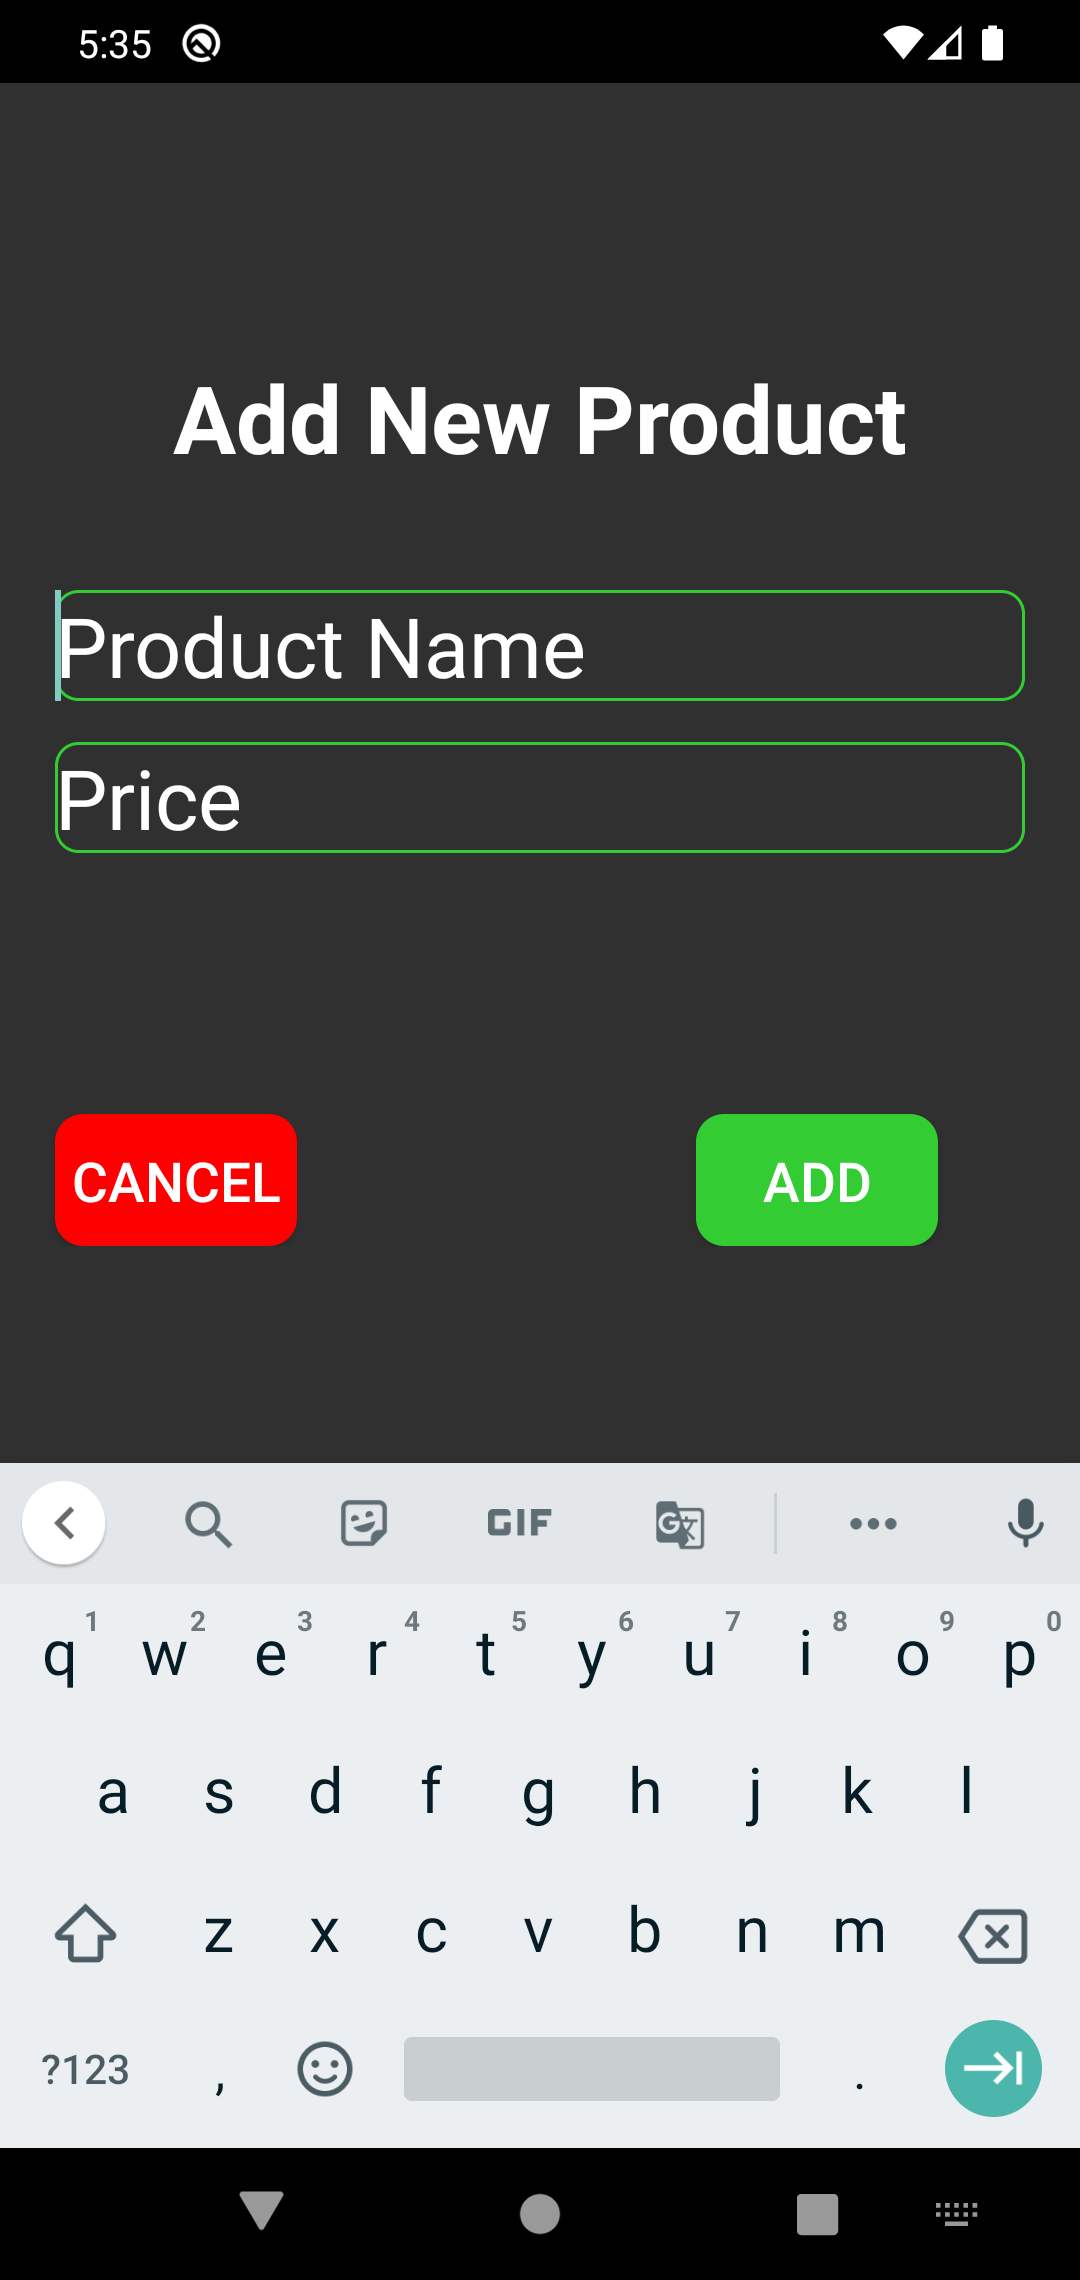 5:35
Add New Product
Product Name
Price
CANCEL ADD
GIF
1 2 3 4 5 6 7 8 9 0
q w e r t y u i o p
a s d f g h j k l
z x c v b n m
?123 , .